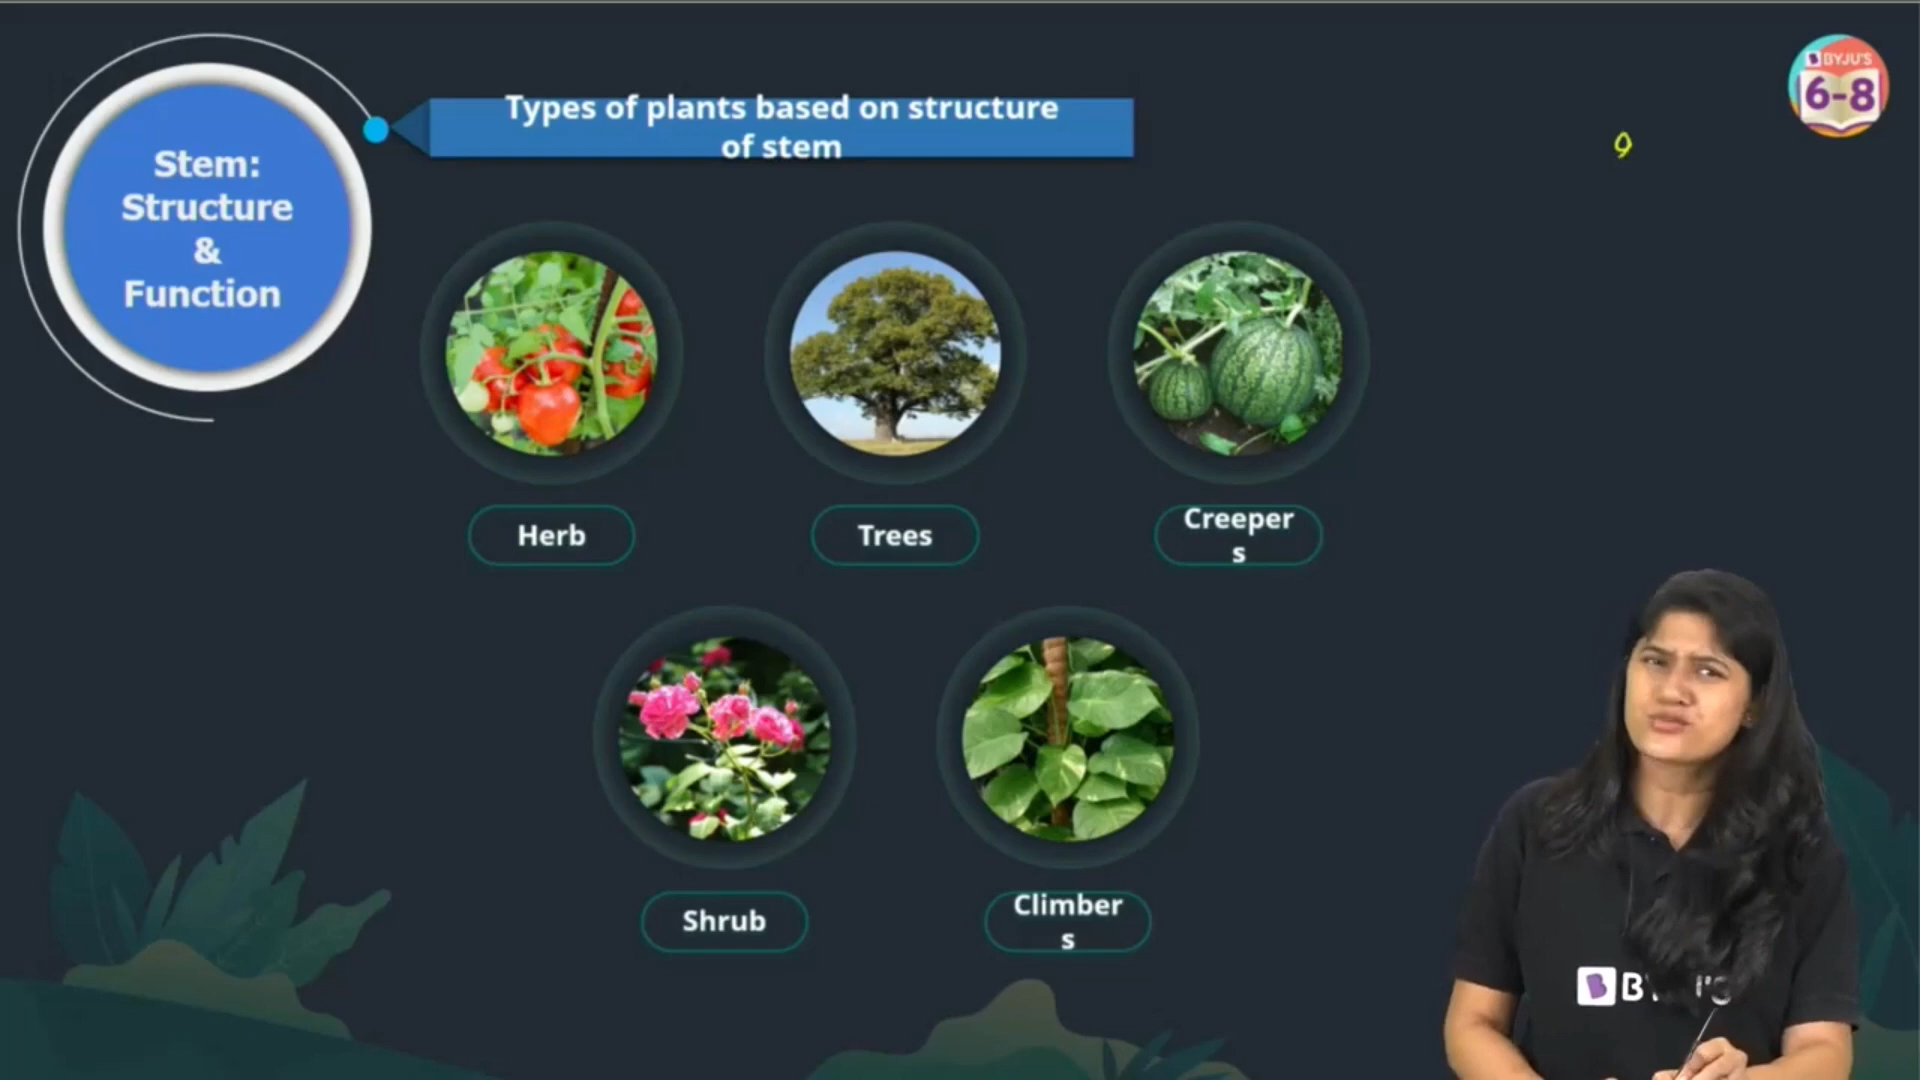 Stem:
Structure
&
Function
Types of plants based on structure
of stem
BYJU'S
6-8
9
Herb
Trees
Creeper
s
Shrub
Climber
s